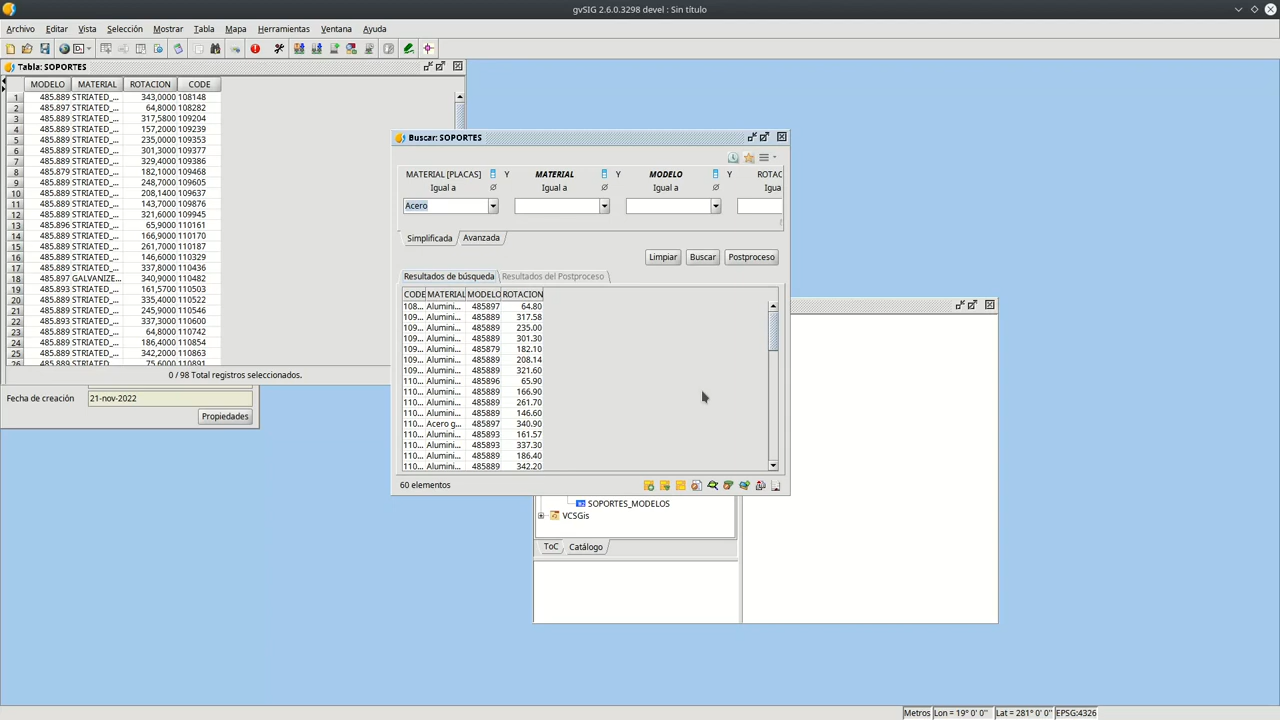 gvSIG 2.6.0.3298 devel : Sin título
Archivo Editar Vista Selección Mostrar Tabla Mapa Herramientas Ventana Ayuda
Tabla: SOPORTES
MODELO MATERIAL ROTACION CODE
1 485.889 STRIATED_... 343,0000 108148
2 485.897 STRIATED_... 64,8000 108282
3 485.889 STRIATED_... 317,5800 109204
4 485.889 STRIATED_... 157,2000 109239
5 485.889 STRIATED_... 235,0000 109353
6 485.889 STRIATED_... 301,3000 109377
7 485.889 STRIATED_... 329,4000 109386
8 485.879 STRIATED_... 182,1000 109468
9 485.889 STRIATED_... 248,7000 109605
10 485.889 STRIATED_... 208,1400 109637
11 485.889 STRIATED_... 143,7000 109876
12 485.889 STRIATED_... 321,6000 109945
13 485.896 STRIATED_... 65,9000 110161
14 485.889 STRIATED_... 166,9000 110170
15 485.889 STRIATED_... 261,7000 110187
16 485.889 STRIATED_... 146,6000 110329
17 485.889 STRIATED_... 337,8000 110436
18 485.897 GALVANIZE... 340,9000 110482
19 485.893 STRIATED_... 161,5700 110503
20 485.889 STRIATED_... 335,4000 110522
21 485.889 STRIATED_... 245,9000 110546
22 485.893 STRIATED_... 337,3000 110600
23 485.889 STRIATED_... 64,8000 110742
24 485.889 STRIATED_... 186,4000 110854
25 485.889 STRIATED_... 342,2000 110863
26 485.889 STRIATED_... 75,6000 110891
0 / 98 Total registros seleccionados.
Fecha de creación 21-nov-2022
Propiedades
Buscar: SOPORTES
MATERIAL [PLACAS] Y MATERIAL Y MODELO Y ROTAC
Igual a Igual a Igual a Igua
Acero
Simplificada Avanzada
Limpiar Buscar Postproceso
Resultados de búsqueda Resultados del Postproceso
CODE MATERIAL MODELO ROTACION
108... Alumini... 485897 64.80
109... Alumini... 485889 317.58
109... Alumini... 485889 235.00
109... Alumini... 485889 301.30
109... Alumini... 485879 182.10
109... Alumini... 485889 208.14
109... Alumini... 485889 321.60
110... Alumini... 485896 65.90
110... Alumini... 485889 166.90
110... Alumini... 485889 261.70
110... Alumini... 485889 146.60
110... Acero g... 485897 340.90
110... Alumini... 485893 161.57
110... Alumini... 485893 337.30
110... Alumini... 485889 186.40
110... Alumini... 485889 342.20
60 elementos
SOPORTES_MODELOS
VCSGis
ToC Catálogo
Metros Lon = 19° 0' 0" Lat = 281° 0' 0" EPSG:4326